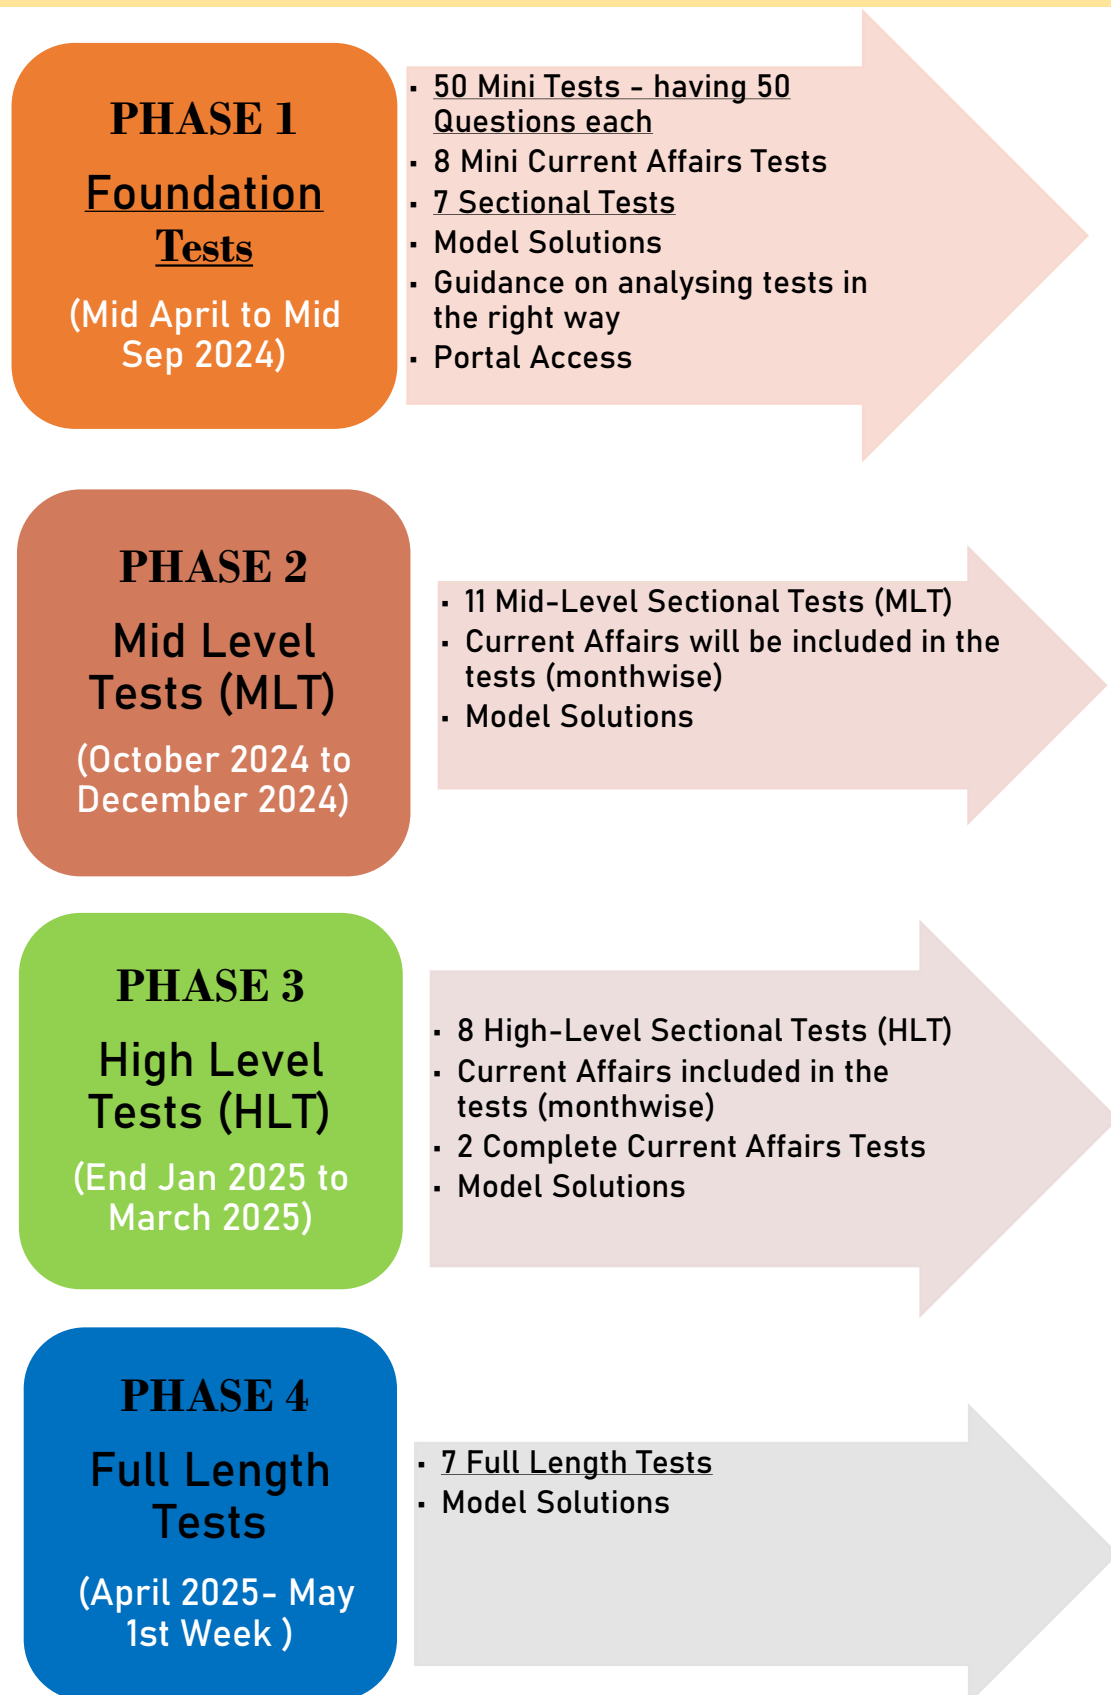 PHASE 1
Foundation
Tests
(Mid April to Mid
Sep 2024)
▪ 50 Mini Tests - having 50
Questions each
▪ 8 Mini Current Affairs Tests
▪ 7 Sectional Tests
▪ Model Solutions
▪ Guidance on analysing tests in
the right way
▪ Portal Access
PHASE 2
Mid Level
Tests (MLT)
(October 2024 to
December 2024)
▪ 11 Mid-Level Sectional Tests (MLT)
▪ Current Affairs will be included in the
tests (monthwise)
▪ Model Solutions
PHASE 3
High Level
Tests (HLT)
(End Jan 2025 to
March 2025)
▪ 8 High-Level Sectional Tests (HLT)
▪ Current Affairs included in the
tests (monthwise)
▪ 2 Complete Current Affairs Tests
▪ Model Solutions
PHASE 4
Full Length
Tests
(April 2025- May
1st Week )
▪ 7 Full Length Tests
▪ Model Solutions